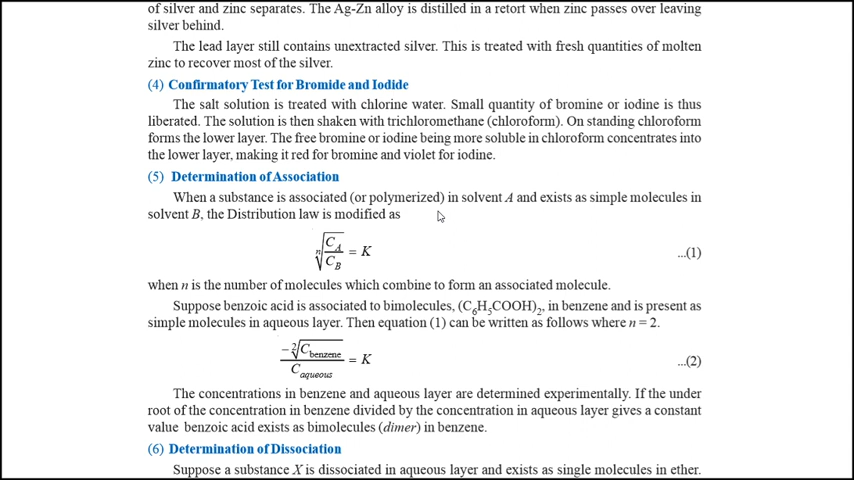 of silver and zinc separates. The Ag-Zn alloy is distilled in a retort when zinc passes over leaving
silver behind.
The lead layer still contains unextracted silver. This is treated with fresh quantities of molten
zinc to recover most of the silver.
(4) Confirmatory Test for Bromide and Iodide
The salt solution is treated with chlorine water. Small quantity of bromine or iodine is thus
liberated. The solution is then shaken with trichloromethane (chloroform). On standing chloroform
forms the lower layer. The free bromine or iodine being more soluble in chloroform concentrates into
the lower layer, making it red for bromine and violet for iodine.
(5) Determination of Association
When a substance is associated (or polymerized) in solvent A and exists as simple molecules in
solvent B, the Distribution law is modified as
ⁿ√(C_A / C_B) = K ...(1)
when n is the number of molecules which combine to form an associated molecule.
Suppose benzoic acid is associated to bimolecules, (C₆H₅COOH)₂, in benzene and is present as
simple molecules in aqueous layer. Then equation (1) can be written as follows where n = 2.
−²√(C_benzene) / C_aqueous = K ...(2)
The concentrations in benzene and aqueous layer are determined experimentally. If the under
root of the concentration in benzene divided by the concentration in aqueous layer gives a constant
value benzoic acid exists as bimolecules (dimer) in benzene.
(6) Determination of Dissociation
Suppose a substance X is dissociated in aqueous layer and exists as single molecules in ether.